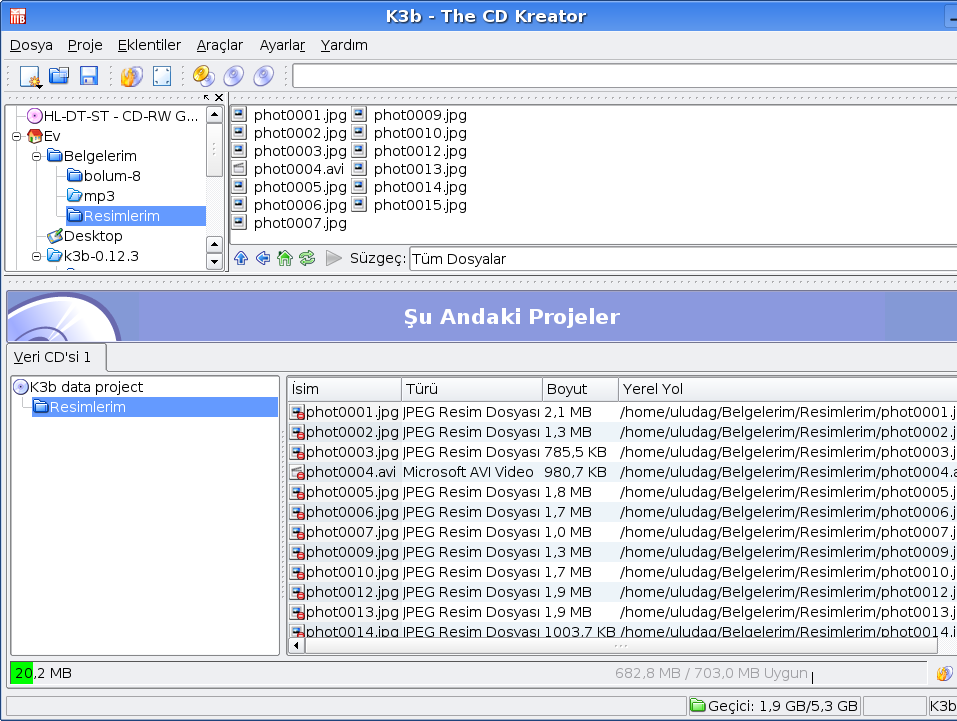 K3b - The CD Kreator
Dosya Proje Eklentiler Araçlar Ayarlar Yardım
HL-DT-ST - CD-RW G...
Ev
Belgelerim
bolum-8
mp3
Resimlerim
Desktop
k3b-0.12.3
phot0001.jpg phot0009.jpg
phot0002.jpg phot0010.jpg
phot0003.jpg phot0012.jpg
phot0004.avi phot0013.jpg
phot0005.jpg phot0014.jpg
phot0006.jpg phot0015.jpg
phot0007.jpg
Süzgeç: Tüm Dosyalar
Şu Andaki Projeler
Veri CD'si 1
K3b data project
Resimlerim
İsim Türü Boyut Yerel Yol
phot0001.jpg JPEG Resim Dosyası 2,1 MB /home/uludag/Belgelerim/Resimlerim/phot0001.j
phot0002.jpg JPEG Resim Dosyası 1,3 MB /home/uludag/Belgelerim/Resimlerim/phot0002.j
phot0003.jpg JPEG Resim Dosyası 785,5 KB /home/uludag/Belgelerim/Resimlerim/phot0003.j
phot0004.avi Microsoft AVI Video 980,7 KB /home/uludag/Belgelerim/Resimlerim/phot0004.a
phot0005.jpg JPEG Resim Dosyası 1,8 MB /home/uludag/Belgelerim/Resimlerim/phot0005.j
phot0006.jpg JPEG Resim Dosyası 1,7 MB /home/uludag/Belgelerim/Resimlerim/phot0006.j
phot0007.jpg JPEG Resim Dosyası 1,0 MB /home/uludag/Belgelerim/Resimlerim/phot0007.j
phot0009.jpg JPEG Resim Dosyası 1,3 MB /home/uludag/Belgelerim/Resimlerim/phot0009.j
phot0010.jpg JPEG Resim Dosyası 1,7 MB /home/uludag/Belgelerim/Resimlerim/phot0010.j
phot0012.jpg JPEG Resim Dosyası 1,9 MB /home/uludag/Belgelerim/Resimlerim/phot0012.j
phot0013.jpg JPEG Resim Dosyası 1,9 MB /home/uludag/Belgelerim/Resimlerim/phot0013.j
phot0014.jpg JPEG Resim Dosyası 1003,7 KB /home/uludag/Belgelerim/Resimlerim/phot0014.j
20,2 MB 682,8 MB / 703,0 MB Uygun
Geçici: 1,9 GB/5,3 GB K3b